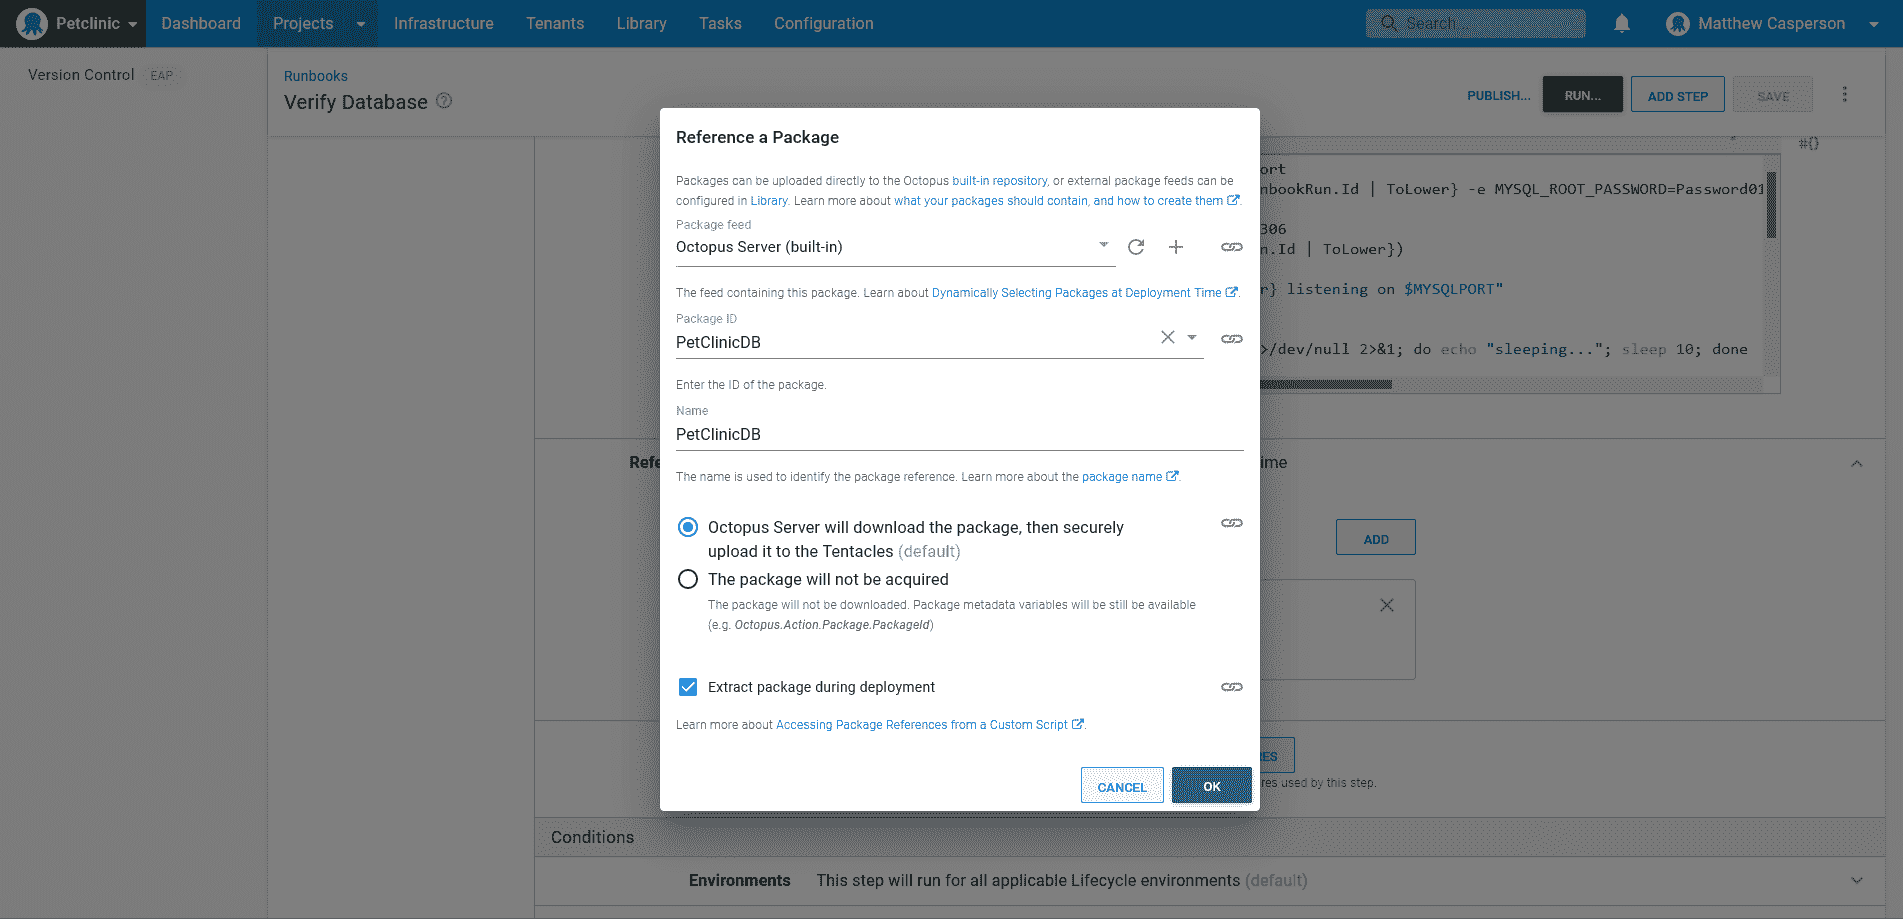 Petclinic
Dashboard
Projects
Infrastructure
Tenants
Library
Tasks
Configuration
Search...
Matthew Casperson
Version Control EAP
Runbooks
Verify Database
PUBLISH...
RUN...
ADD STEP
SAVE
#{}
ort
nbookRun.Id | ToLower} -e MYSQL_ROOT_PASSWORD=Password01
306
n.Id | ToLower})
r} listening on $MYSQLPORT"
>/dev/null 2>&1; do echo "sleeping..."; sleep 10; done
Reference a Package
Packages can be uploaded directly to the Octopus built-in repository, or external package feeds can be
configured in Library. Learn more about what your packages should contain, and how to create them.
Package feed
Octopus Server (built-in)
The feed containing this package. Learn about Dynamically Selecting Packages at Deployment Time.
Package ID
PetClinicDB
Enter the ID of the package.
Name
PetClinicDB
The name is used to identify the package reference. Learn more about the package name.
Octopus Server will download the package, then securely
upload it to the Tentacles (default)
The package will not be acquired
The package will not be downloaded. Package metadata variables will be still be available
(e.g. Octopus.Action.Package.PackageId)
Extract package during deployment
Learn more about Accessing Package References from a Custom Script.
CANCEL
OK
Refe
ime
ADD
RES
res used by this step.
Conditions
Environments This step will run for all applicable Lifecycle environments (default)